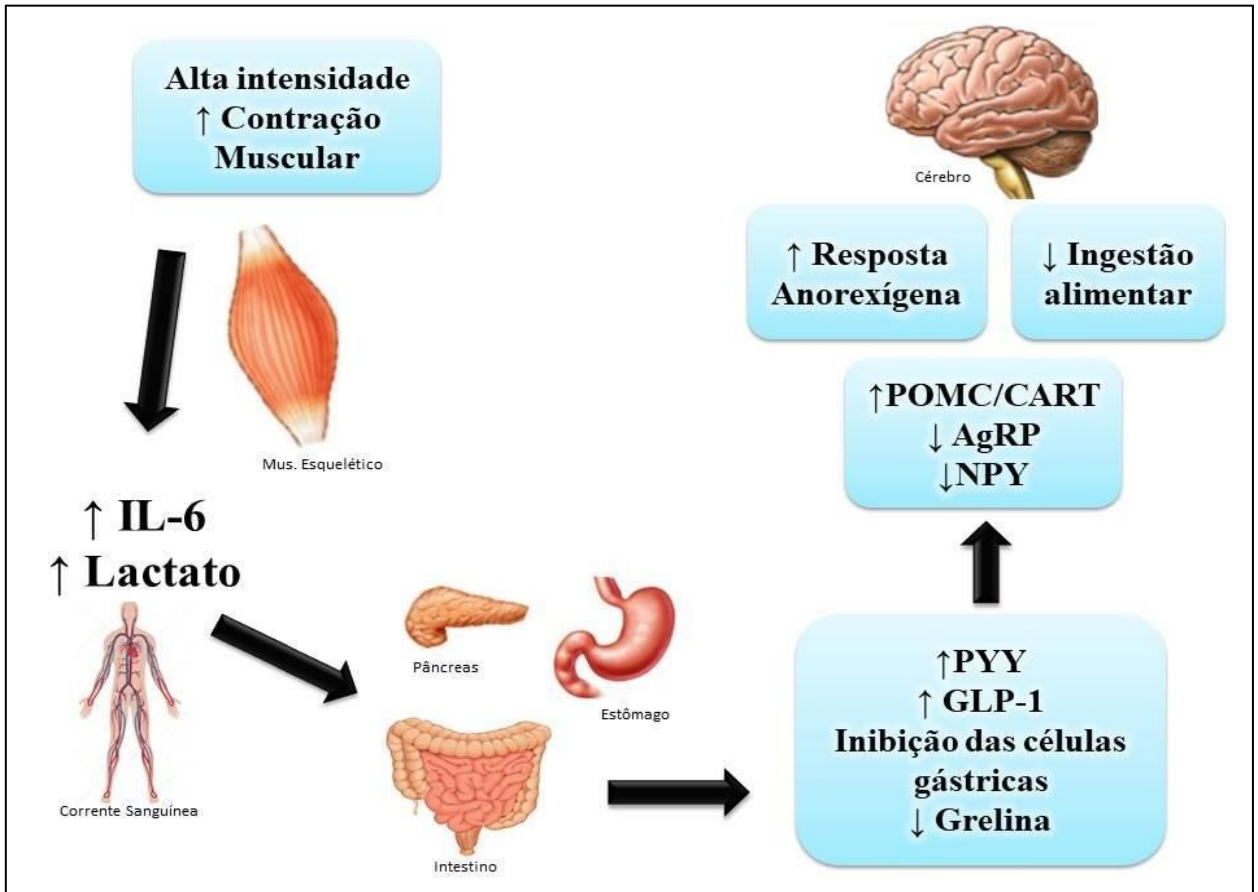 Alta intensidade
↑ Contração
Muscular
Mus. Esquelético
↑ IL-6
↑ Lactato
Corrente Sanguínea
Pâncreas
Estômago
Intestino
↑PYY
↑ GLP-1
Inibição das células
gástricas
↓ Grelina
↑POMC/CART
↓ AgRP
↓NPY
↑ Resposta
Anorexígena
↓ Ingestão
alimentar
Cérebro